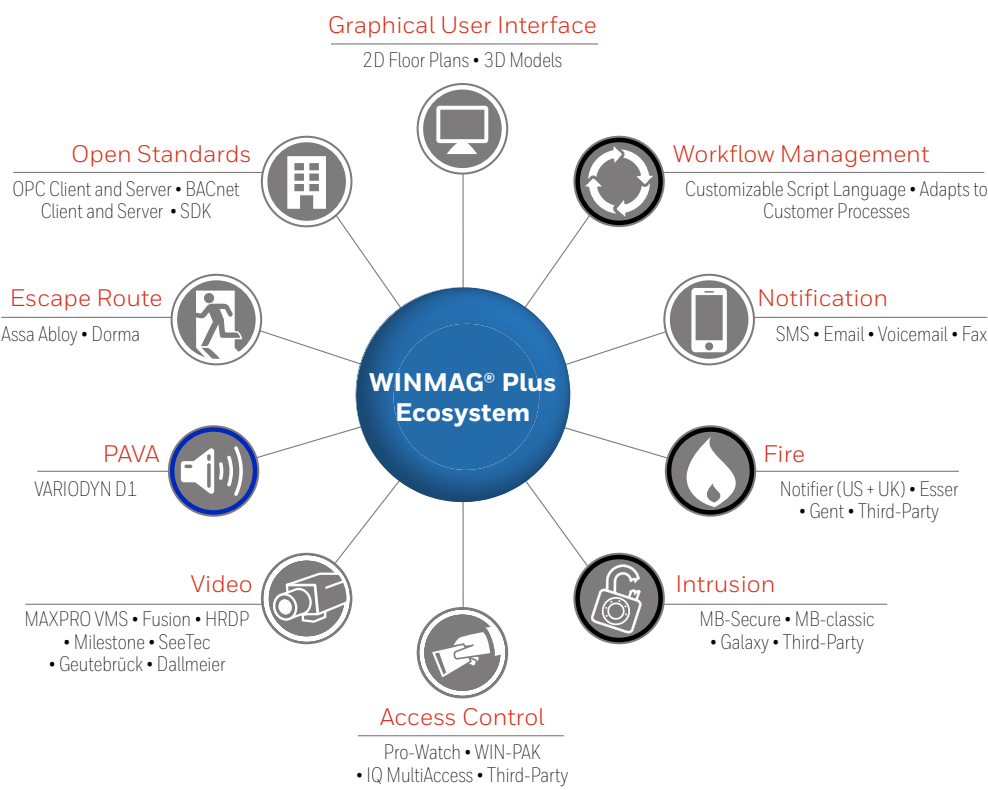 Graphical User Interface
2D Floor Plans • 3D Models
Open Standards
OPC Client and Server • BACnet
Client and Server • SDK
Workflow Management
Customizable Script Language • Adapts to
Customer Processes
Escape Route
Assa Abloy • Dorma
Notification
SMS • Email • Voicemail • Fax
WINMAG® Plus
Ecosystem
PAVA
VARIODYN D1
Fire
Notifier (US + UK) • Esser
• Gent • Third-Party
Video
MAXPRO VMS • Fusion • HRDP
• Milestone • SeeTec
• Geutebrück • Dallmeier
Intrusion
MB-Secure • MB-classic
• Galaxy • Third-Party
Access Control
Pro-Watch • WIN-PAK
• IQ MultiAccess • Third-Party